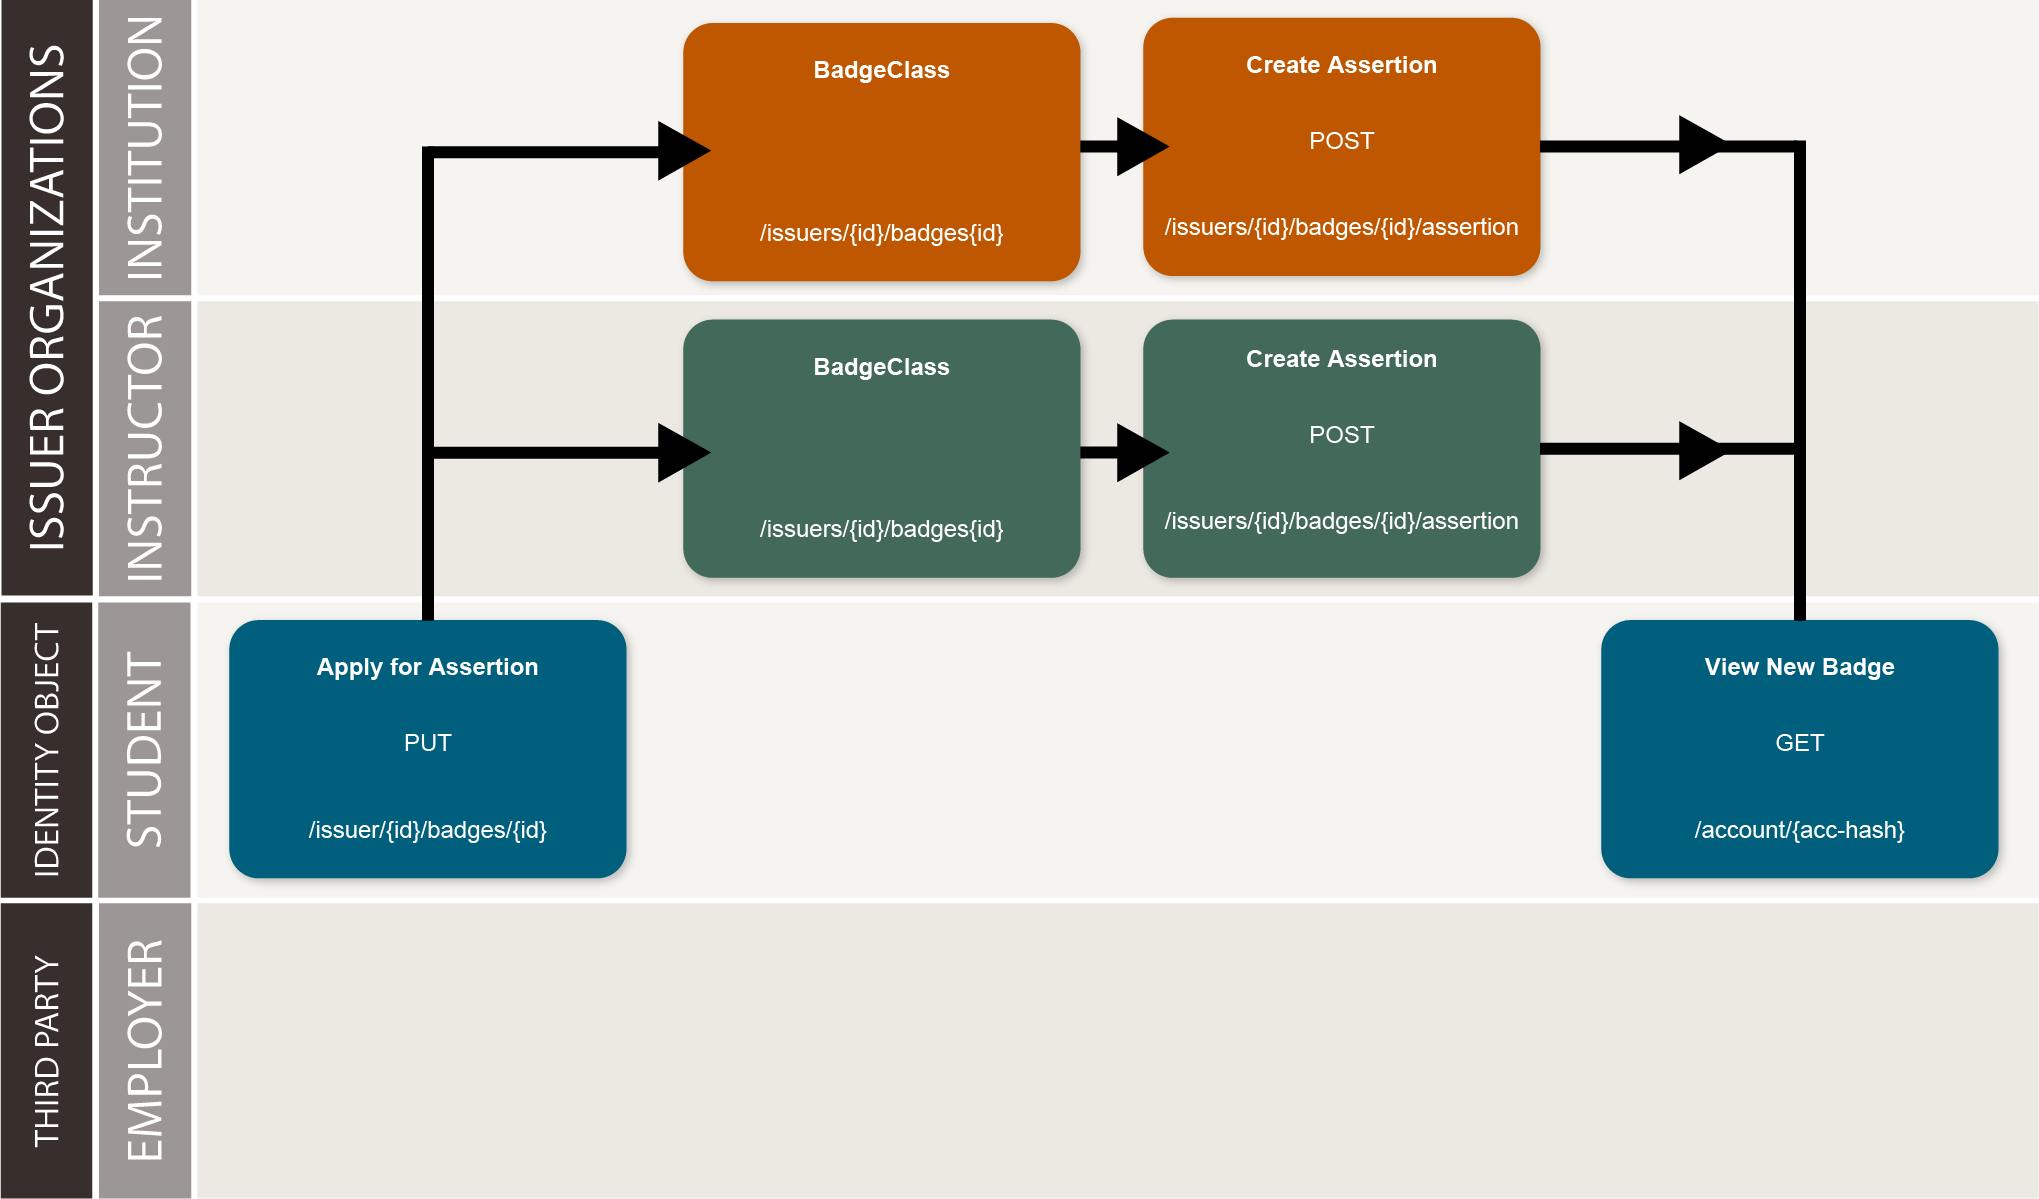 ISSUER ORGANIZATIONS
INSTITUTION
BadgeClass
/issuers/{id}/badges{id}
Create Assertion
POST
/issuers/{id}/badges/{id}/assertion
INSTRUCTOR
BadgeClass
/issuers/{id}/badges{id}
Create Assertion
POST
/issuers/{id}/badges/{id}/assertion
IDENTITY OBJECT
STUDENT
Apply for Assertion
PUT
/issuer/{id}/badges/{id}
View New Badge
GET
/account/{acc-hash}
THIRD PARTY
EMPLOYER